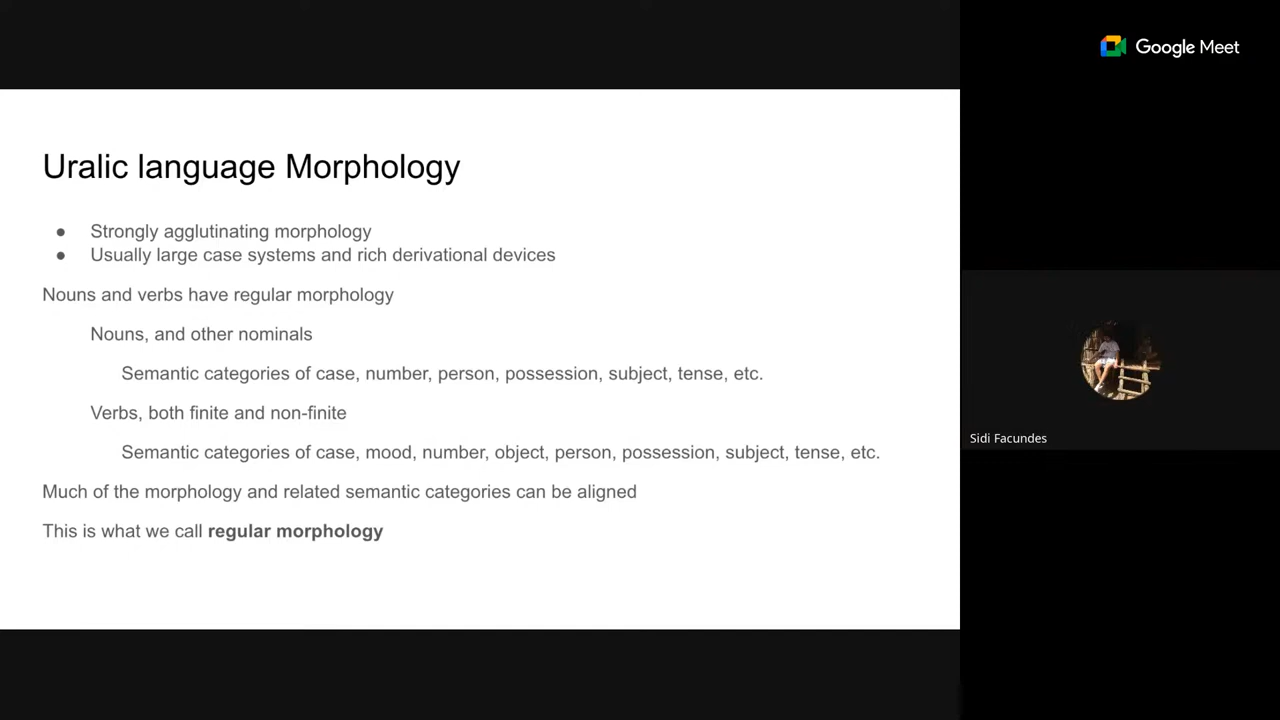 Google Meet
Uralic language Morphology
● Strongly agglutinating morphology
● Usually large case systems and rich derivational devices
Nouns and verbs have regular morphology
Nouns, and other nominals
Semantic categories of case, number, person, possession, subject, tense, etc.
Verbs, both finite and non-finite
Semantic categories of case, mood, number, object, person, possession, subject, tense, etc.
Much of the morphology and related semantic categories can be aligned
This is what we call regular morphology
Sidi Facundes